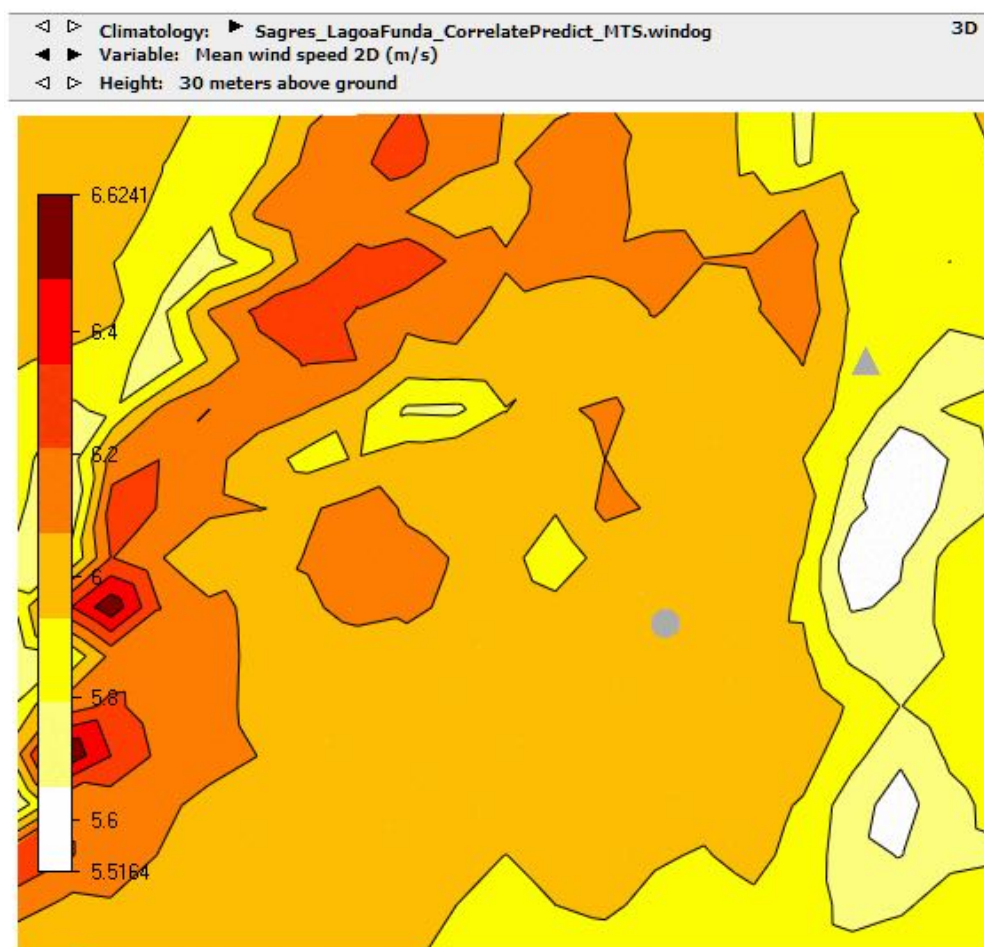 Climatology: Sagres_LagoaFunda_CorrelatePredict_MTS.windog 3D
Variable: Mean wind speed 2D (m/s)
Height: 30 meters above ground
6.6241
6.4
6.2
6
5.81
5.6
5.5164